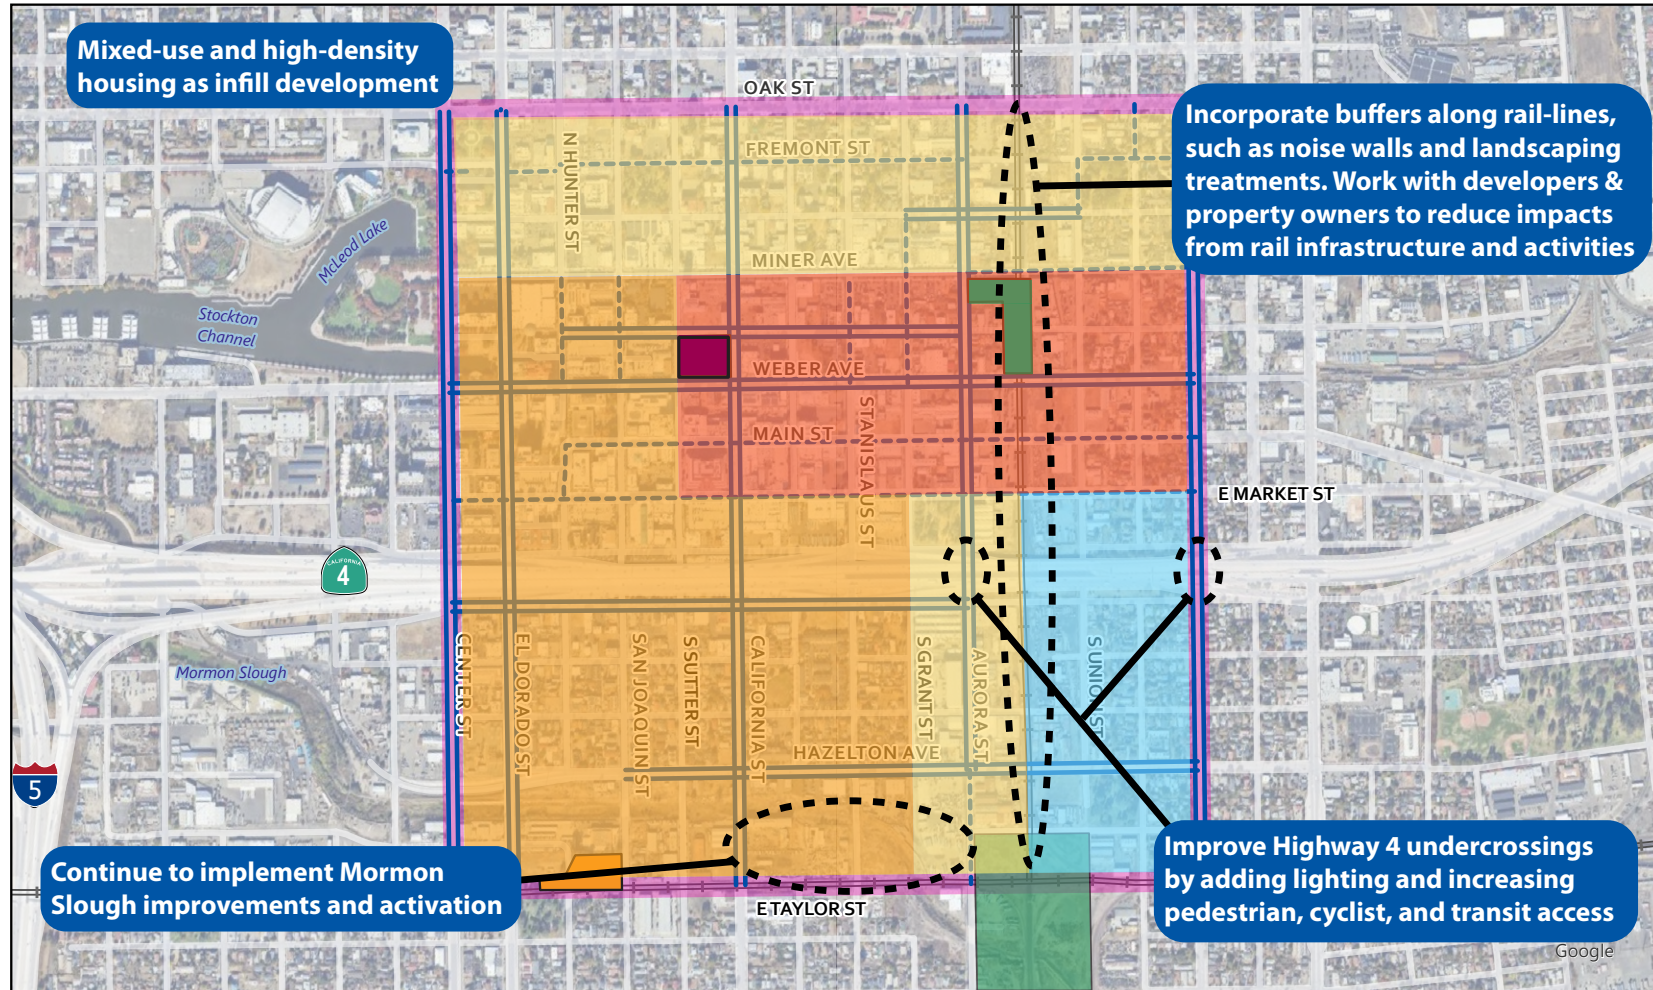 Mixed-use and high-density
housing as infill development
OAK ST
Incorporate buffers along rail-lines,
such as noise walls and landscaping
treatments. Work with developers &
property owners to reduce impacts
from rail infrastructure and activities
N HUNTER ST
FREMONT ST
McLeod Lake
MINER AVE
Stockton
Channel
WEBER AVE
MAIN ST
STANISLAUS ST
E MARKET ST
CALIFORNIA
4
CENTER ST
EL DORADO ST
SAN JOAQUIN ST
S SUTTER ST
CALIFORNIA ST
S GRANT ST
AURORA ST
S UNION ST
Mormon Slough
HAZELTON AVE
5
Continue to implement Mormon
Slough improvements and activation
E TAYLOR ST
Improve Highway 4 undercrossings
by adding lighting and increasing
pedestrian, cyclist, and transit access
Google